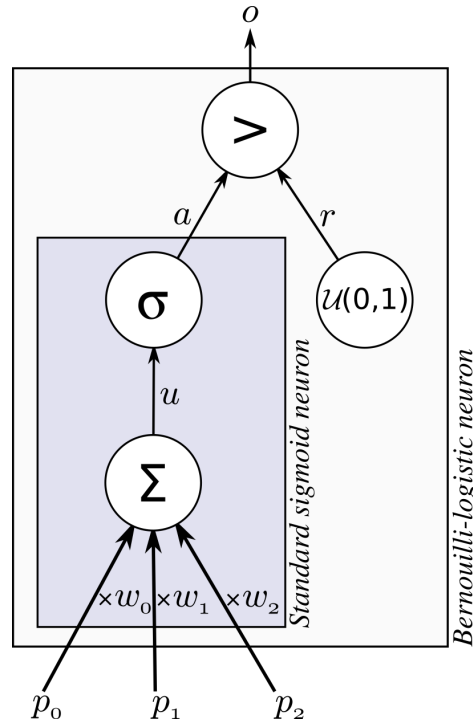 o
>
a
r
σ
𝒰(0,1)
u
Σ
×w₀ ×w₁ ×w₂
p₀
p₁
p₂
Standard sigmoid neuron
Bernouilli-logistic neuron